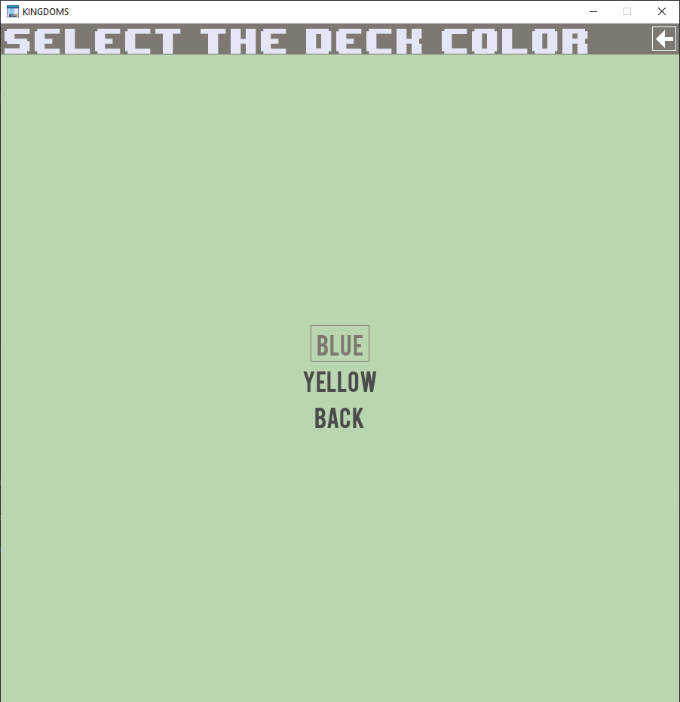 KINGDOMS
SELECT THE DECK COLOR
BLUE
YELLOW
BACK